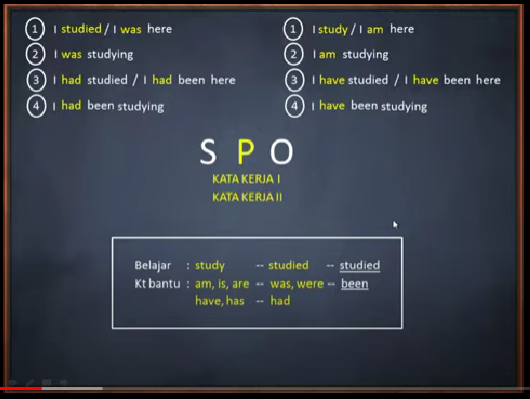 1 I studied / I was here
2 I was studying
3 I had studied / I had been here
4 I had been studying
1 I study / I am here
2 I am studying
3 I have studied / I have been here
4 I have been studying
S P O
KATA KERJA I
KATA KERJA II
Belajar : study -- studied -- studied
Kt bantu : am, is, are -- was, were -- been
have, has -- had